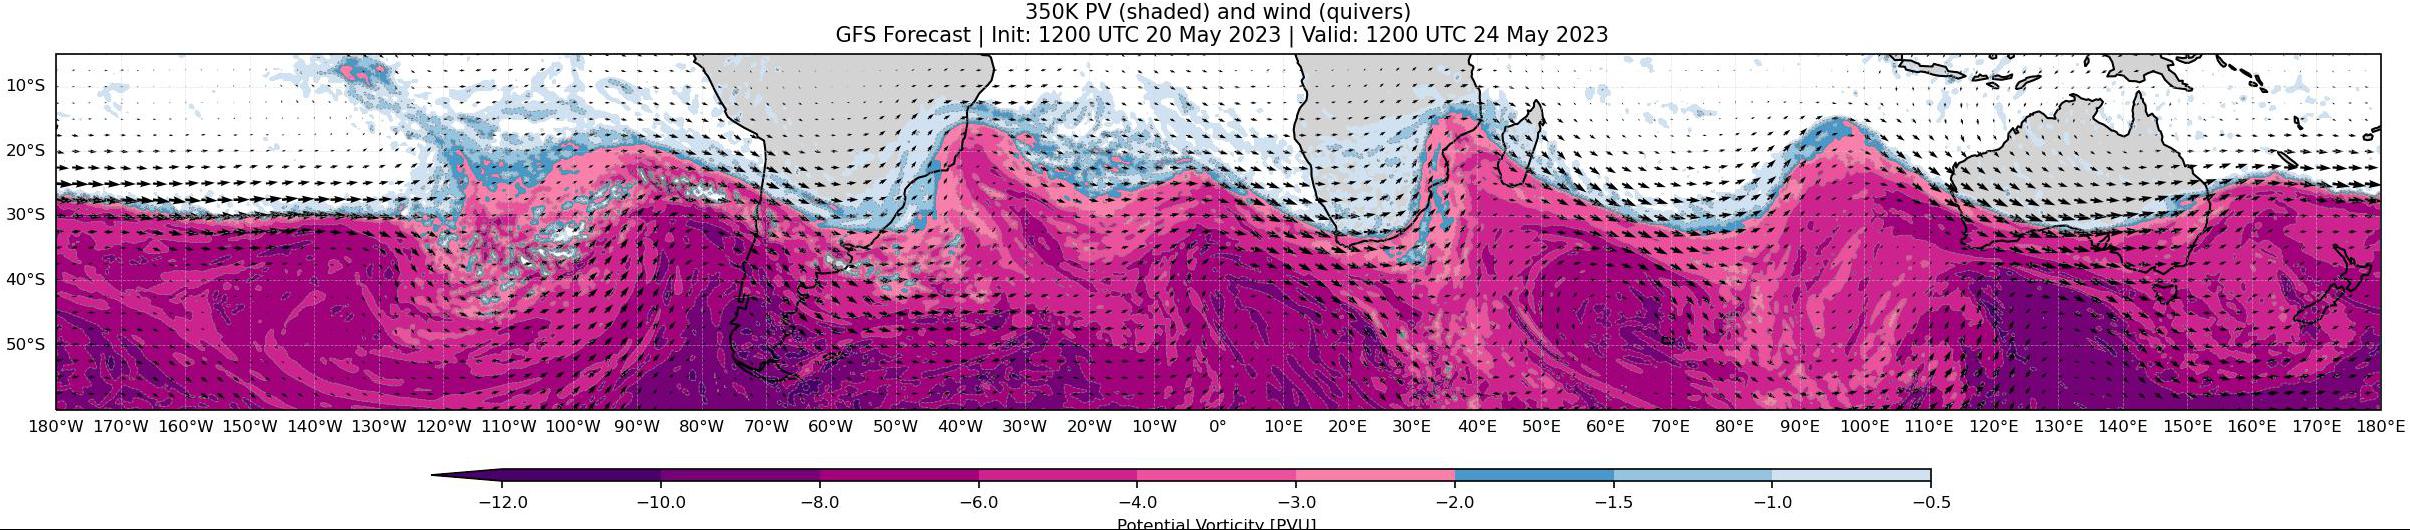 350K PV (shaded) and wind (quivers)
GFS Forecast | Init: 1200 UTC 20 May 2023 | Valid: 1200 UTC 24 May 2023
10°S
20°S
30°S
40°S
50°S
180°W 170°W 160°W 150°W 140°W 130°W 120°W 110°W 100°W 90°W 80°W 70°W 60°W 50°W 40°W 30°W 20°W 10°W 0° 10°E 20°E 30°E 40°E 50°E 60°E 70°E 80°E 90°E 100°E 110°E 120°E 130°E 140°E 150°E 160°E 170°E 180°E
−12.0 −10.0 −8.0 −6.0 −4.0 −3.0 −2.0 −1.5 −1.0 −0.5
Potential Vorticity [PVU]